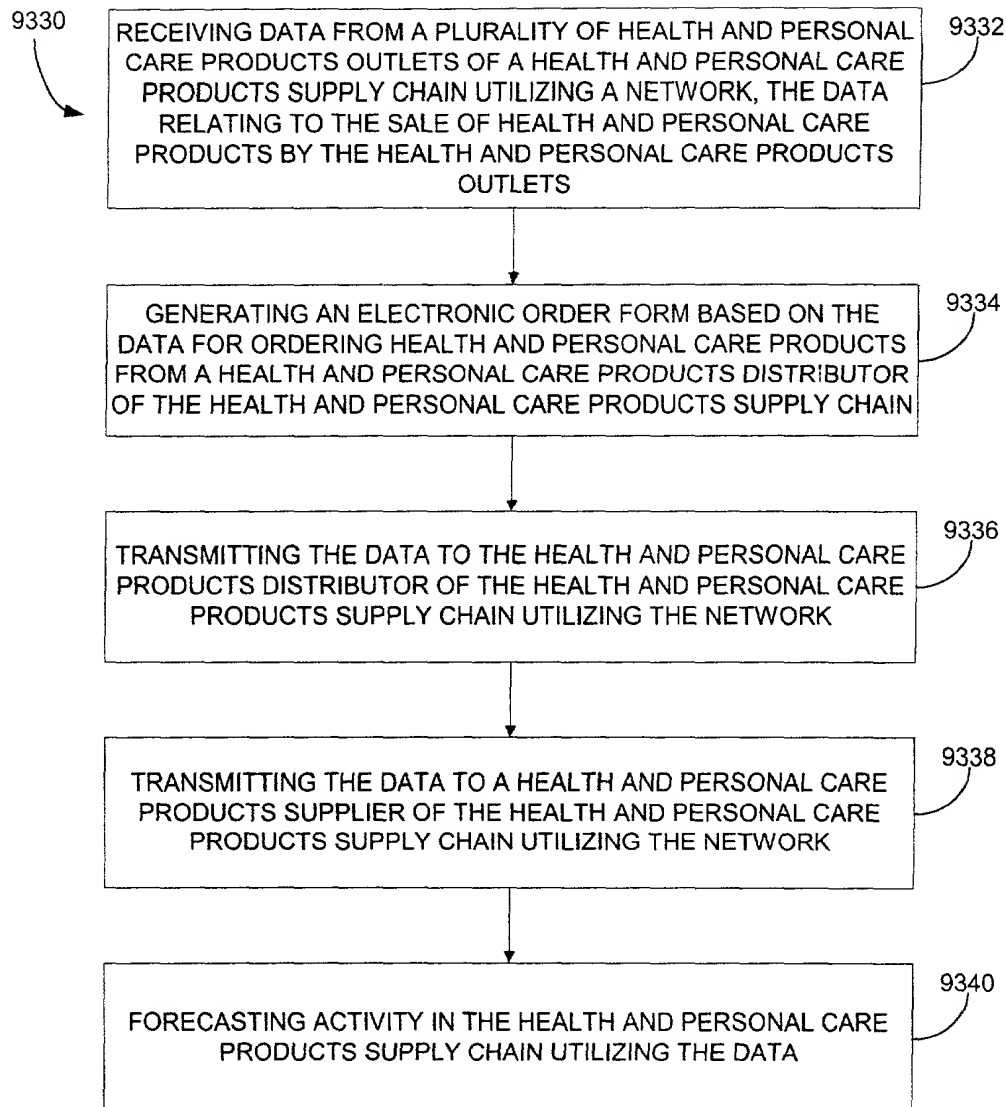 9330
RECEIVING DATA FROM A PLURALITY OF HEALTH AND PERSONAL
CARE PRODUCTS OUTLETS OF A HEALTH AND PERSONAL CARE
PRODUCTS SUPPLY CHAIN UTILIZING A NETWORK, THE DATA
RELATING TO THE SALE OF HEALTH AND PERSONAL CARE
PRODUCTS BY THE HEALTH AND PERSONAL CARE PRODUCTS
OUTLETS
9332
GENERATING AN ELECTRONIC ORDER FORM BASED ON THE
DATA FOR ORDERING HEALTH AND PERSONAL CARE PRODUCTS
FROM A HEALTH AND PERSONAL CARE PRODUCTS DISTRIBUTOR
OF THE HEALTH AND PERSONAL CARE PRODUCTS SUPPLY CHAIN
9334
TRANSMITTING THE DATA TO THE HEALTH AND PERSONAL CARE
PRODUCTS DISTRIBUTOR OF THE HEALTH AND PERSONAL CARE
PRODUCTS SUPPLY CHAIN UTILIZING THE NETWORK
9336
TRANSMITTING THE DATA TO A HEALTH AND PERSONAL CARE
PRODUCTS SUPPLIER OF THE HEALTH AND PERSONAL CARE
PRODUCTS SUPPLY CHAIN UTILIZING THE NETWORK
9338
FORECASTING ACTIVITY IN THE HEALTH AND PERSONAL CARE
PRODUCTS SUPPLY CHAIN UTILIZING THE DATA
9340